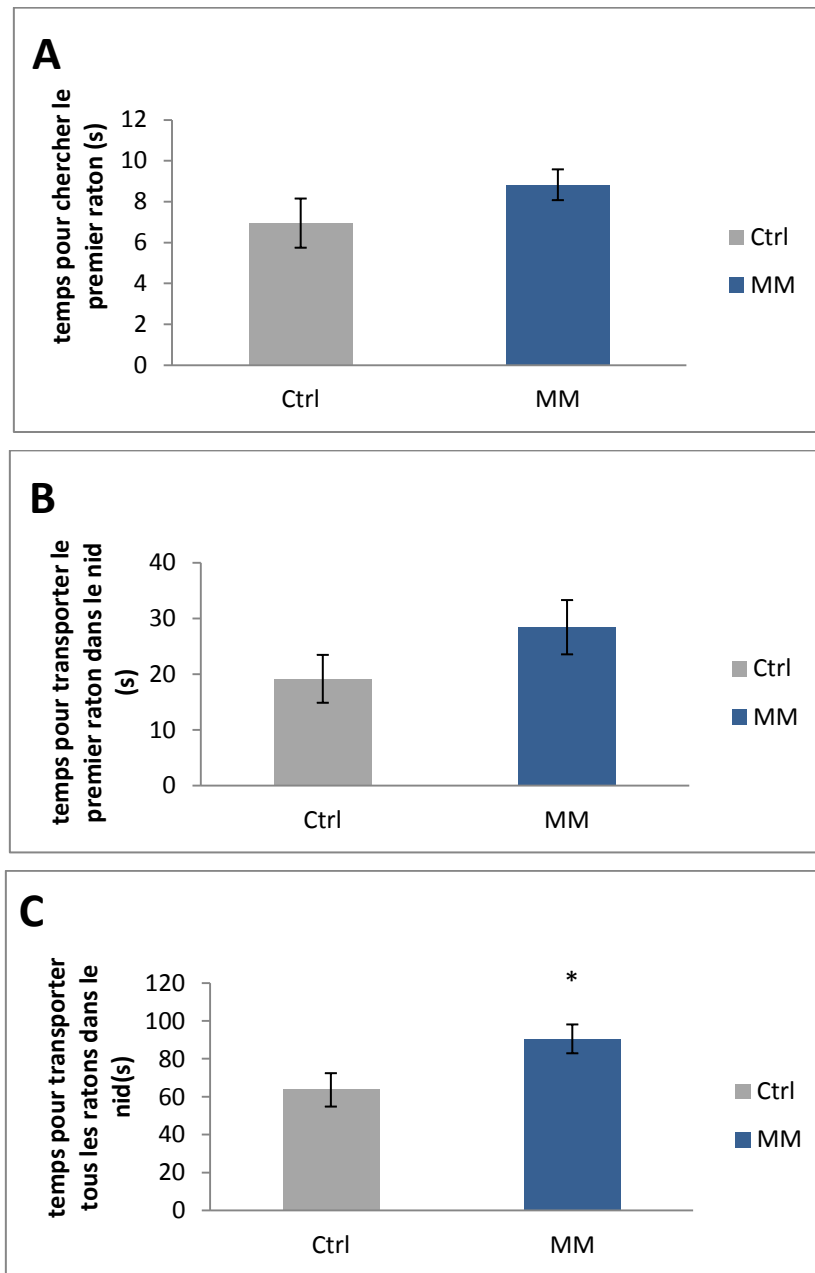 A
temps pour chercher le
premier raton (s)
12
10
8
6
4
2
0
Ctrl
MM
Ctrl
MM
B
temps pour transporter le
premier raton dans le nid
(s)
40
30
20
10
0
Ctrl
MM
Ctrl
MM
C
temps pour transporter
tous les ratons dans le
nid(s)
120
100
80
60
40
20
0
*
Ctrl
MM
Ctrl
MM